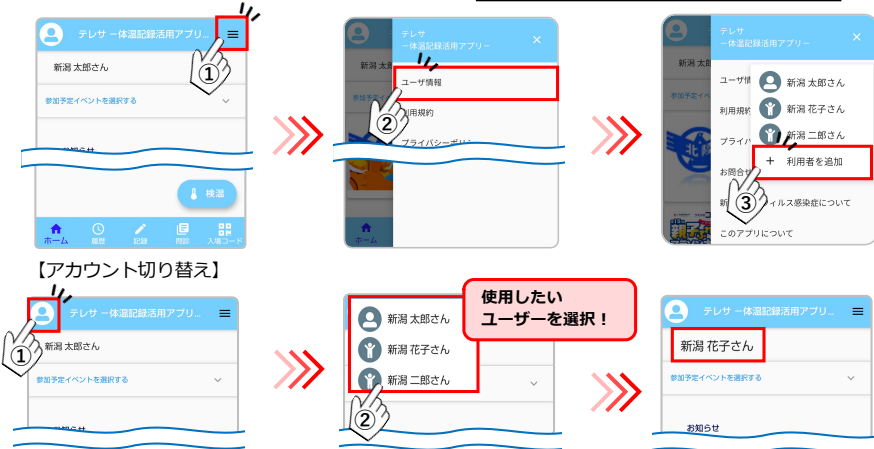 テレサ －体温記録活用アプリ...
新潟 太郎さん
①
参加予定イベントを選択する
検温
ホーム
履歴
記録
問診
入場コード
テレサ
－体温記録活用アプリ－
×
新潟 太郎
ユーザ情報
②
利用規約
プライバシーポリシー
ホーム
テレサ
－体温記録活用アプリ－
×
新潟 太郎さん
新潟 花子さん
新潟 二郎さん
＋ 利用者を追加
③
利用規約
このアプリについて
【アカウント切り替え】
テレサ －体温記録活用アプリ...
①
新潟 太郎さん
参加予定イベントを選択する
新潟 太郎さん
新潟 花子さん
新潟 二郎さん
②
使用したい
ユーザーを選択！
テレサ －体温記録活用アプリ...
新潟 花子さん
参加予定イベントを選択する
お知らせ